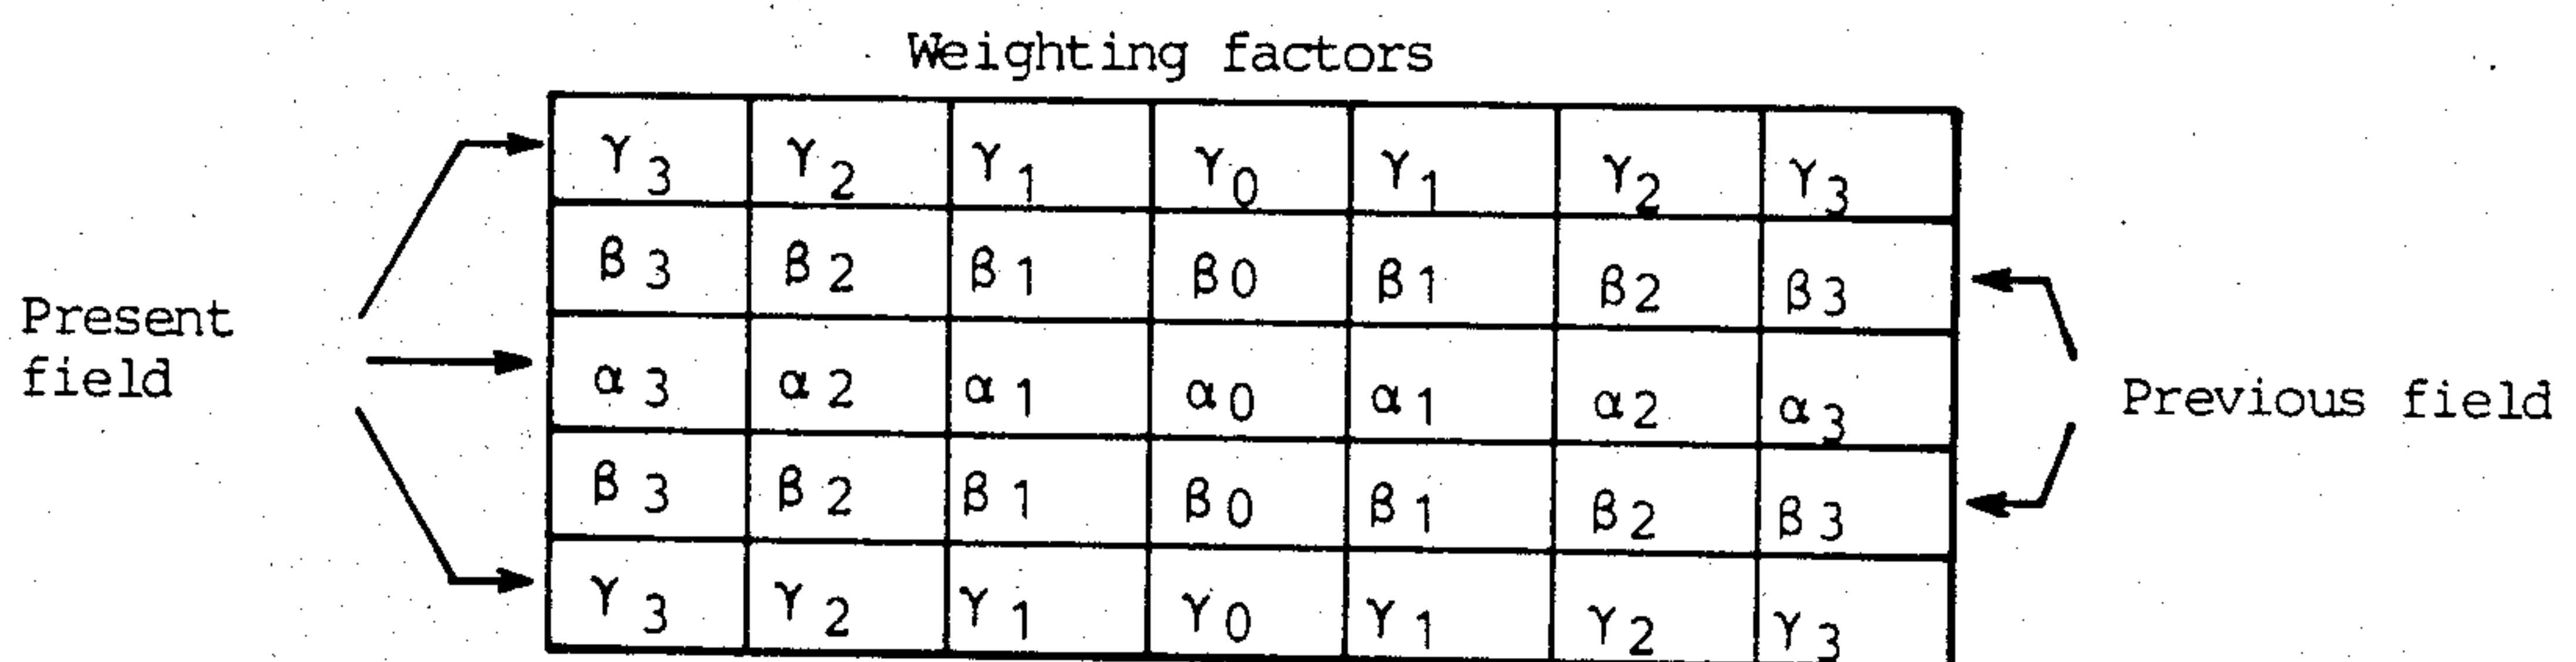 Weighting factors
γ3 γ2 γ1 γ0 γ1 γ2 γ3
β3 β2 β1 β0 β1 β2 β3
Present
field
α3 α2 α1 α0 α1 α2 α3
Previous field
β3 β2 β1 β0 β1 β2 β3
γ3 γ2 γ1 γ0 γ1 γ2 γ3